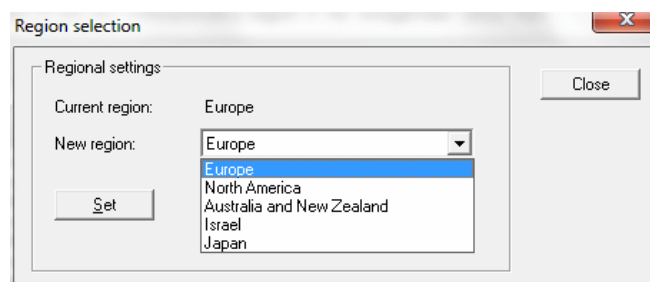 Region selection
Regional settings
Close
Current region: Europe
New region: Europe
Europe
North America
Set
Australia and New Zealand
Israel
Japan